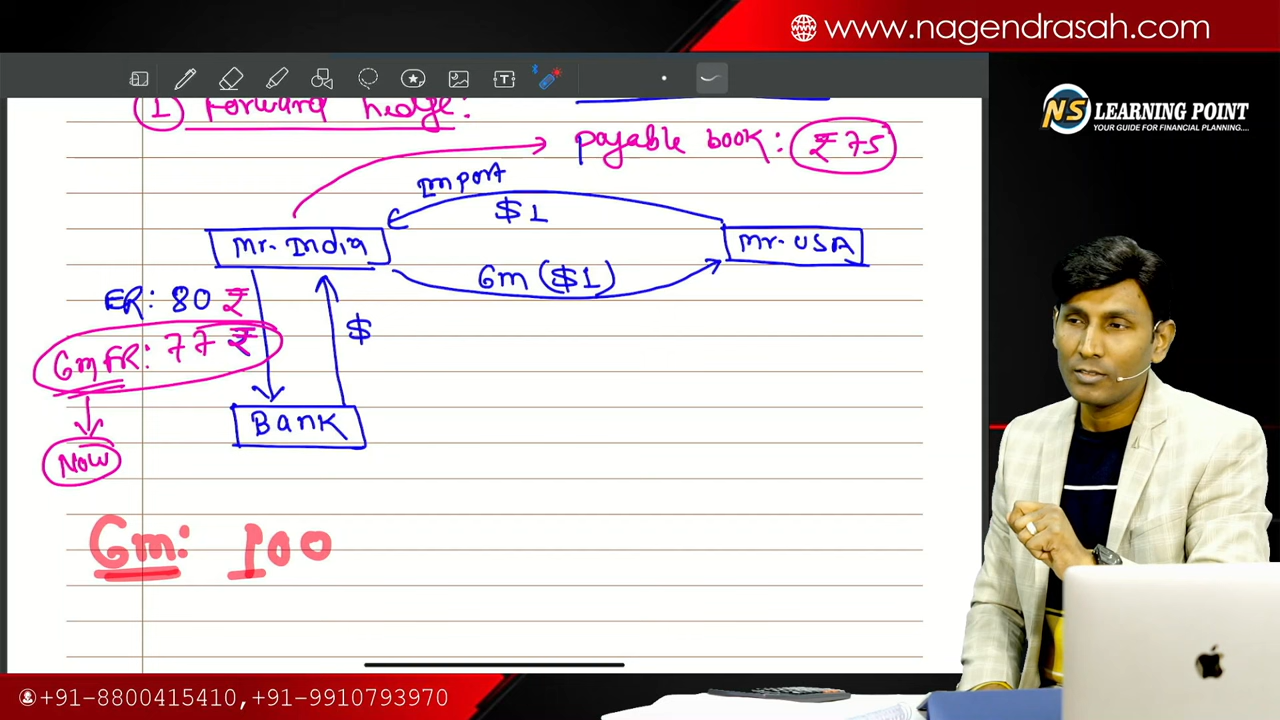 www.nagendrasah.com
NS LEARNING POINT
YOUR GUIDE FOR FINANCIAL PLANNING....
① Forward hedge:
payable book: ₹75
Import
$1
Mr. India
Mr. USA
6m ($1)
ER: 80 ₹
6m FR: 77 ₹
$
Bank
Now
6m: 100
+91-8800415410,+91-9910793970